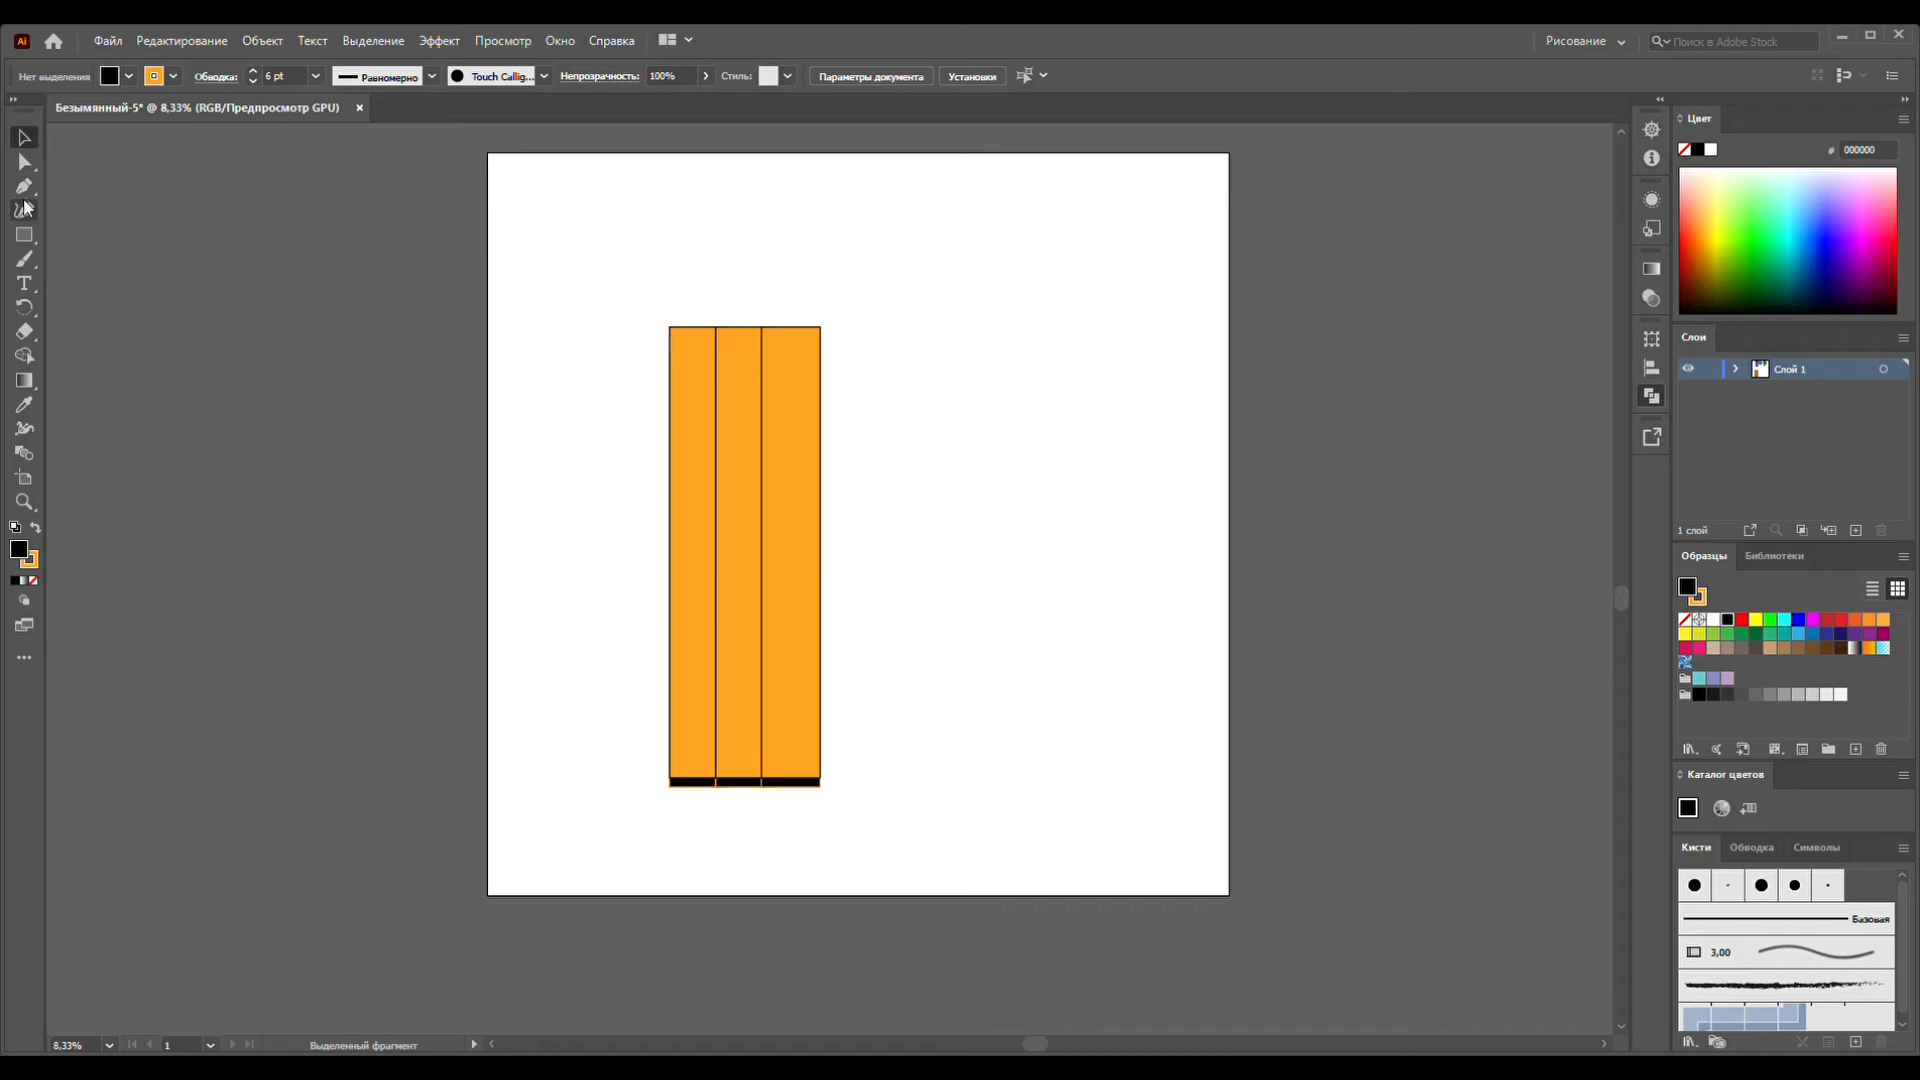 Ai Файл Редактирование Объект Текст Выделение Эффект Просмотр Окно Справка Рисование Поиск в Adobe Stock
Нет выделения Обводка: 6 pt Равномерно Touch Callig... Непрозрачность: 100% Стиль: Параметры документа Установки
Безымянный-5* @ 8,33% (RGB/Предпросмотр GPU)
Цвет
# 000000
Слои
Слой 1
T
1 слой
Образцы Библиотеки
Каталог цветов
Кисти Обводка Символы
Базовая
3,00
8,33% 1 Выделенный фрагмент